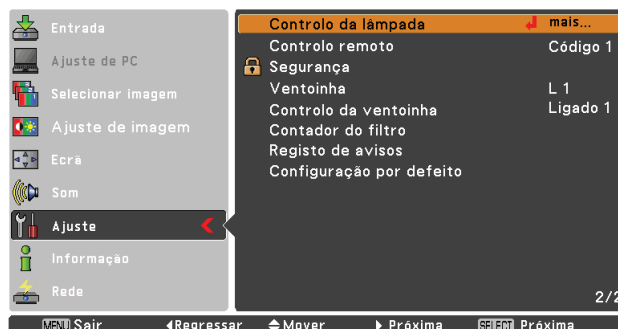 Entrada
Ajuste de PC
Selecionar imagem
Ajuste de imagem
Ecrã
Som
Ajuste
Informação
Rede
Controlo da lâmpada mais...
Controlo remoto Código 1
Segurança
Ventoinha L 1
Controlo da ventoinha Ligado 1
Contador do filtro
Registo de avisos
Configuração por defeito
2/2
MENU Sair Regressar Mover Próxima SELECT Próxima